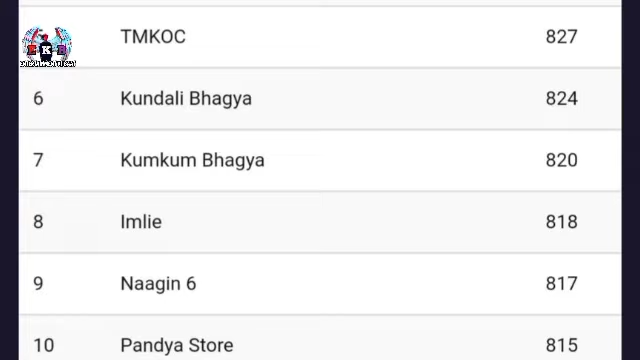 TMKOC 827
EKB
6 Kundali Bhagya 824
7 Kumkum Bhagya 820
8 Imlie 818
9 Naagin 6 817
10 Pandya Store 815